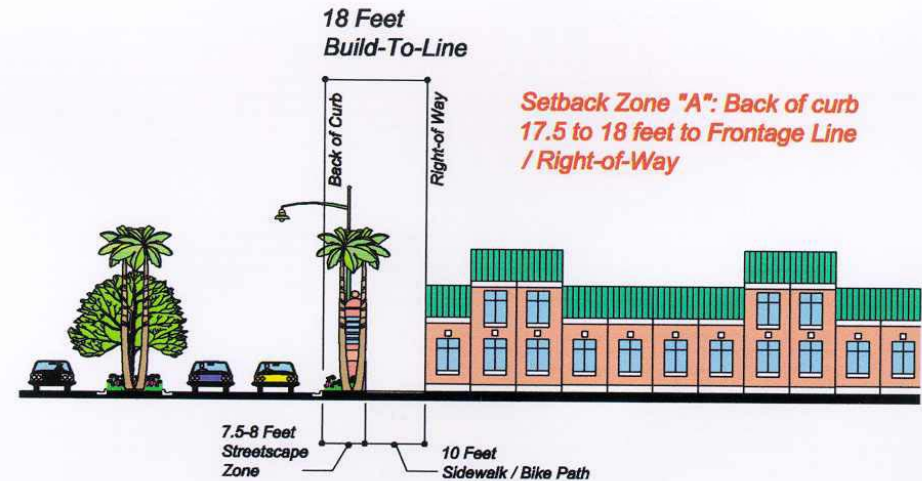 18 Feet
Build-To-Line
Back of Curb
Right-of Way
Setback Zone "A": Back of curb
17.5 to 18 feet to Frontage Line
/ Right-of-Way
7.5-8 Feet
Streetscape
Zone
10 Feet
Sidewalk / Bike Path